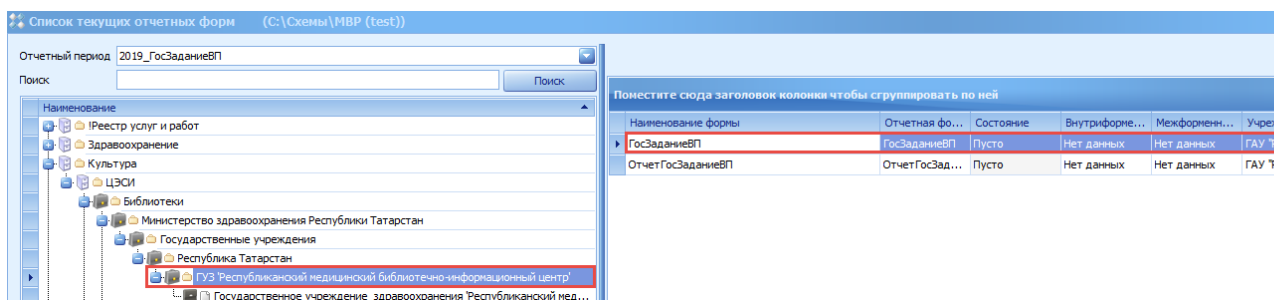 Список текущих отчетных форм (C:\Схемы\МВР (test))
Отчетный период 2019_ГосЗаданиеВП
Поиск Поиск
Наименование
!Реестр услуг и работ
Здравоохранение
Культура
ЦЭСИ
Библиотеки
Министерство здравоохранения Республики Татарстан
Государственные учреждения
Республика Татарстан
ГУЗ 'Республиканский медицинский библиотечно-информационный центр'
Государственное учреждение здравоохранения 'Республиканский мед...
Поместите сюда заголовок колонки чтобы сгруппировать по ней
Наименование формы Отчетная фо... Состояние Внутриформе... Межформенн... Учреж
ГосЗаданиеВП ГосЗаданиеВП Пусто Нет данных Нет данных ГАУ
ОтчетГосЗаданиеВП ОтчетГосЗад... Пусто Нет данных Нет данных ГАУ